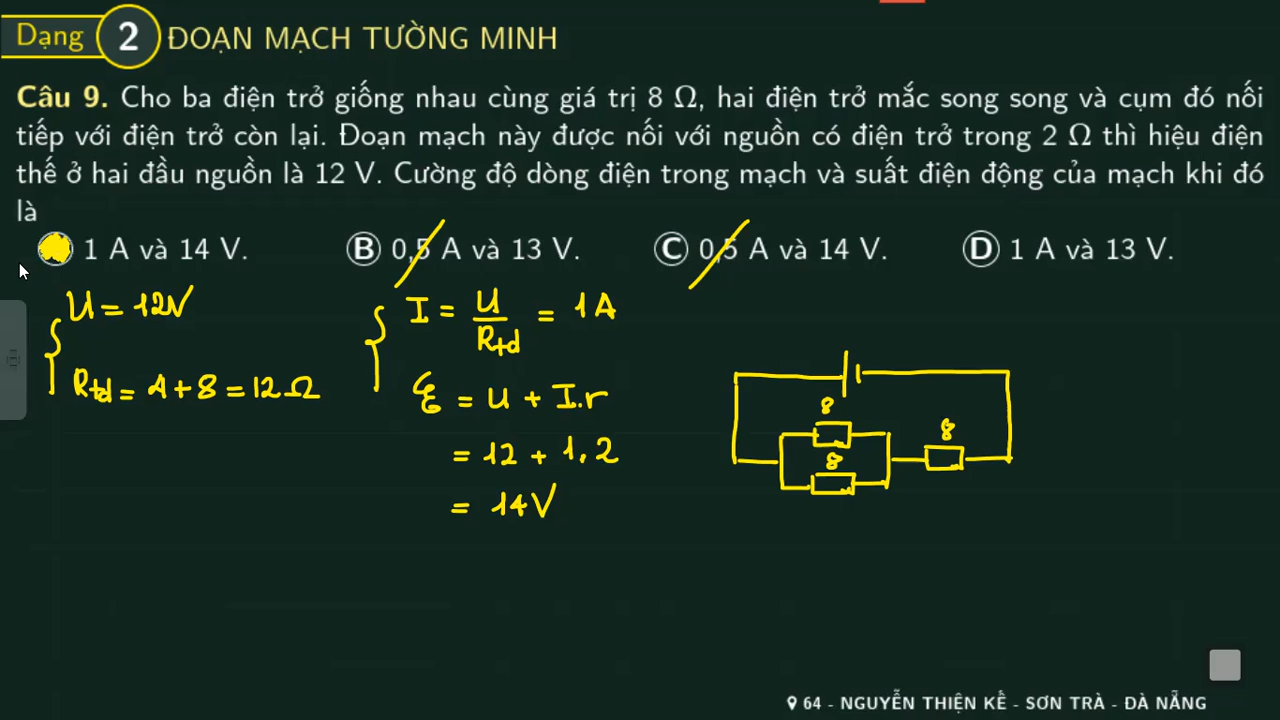 Dạng 2 ĐOẠN MẠCH TƯỜNG MINH
Câu 9. Cho ba điện trở giống nhau cùng giá trị 8 Ω, hai điện trở mắc song song và cụm đó nối
tiếp với điện trở còn lại. Đoạn mạch này được nối với nguồn có điện trở trong 2 Ω thì hiệu điện
thế ở hai đầu nguồn là 12 V. Cường độ dòng điện trong mạch và suất điện động của mạch khi đó
là
1 A và 14 V. B 0,5 A và 13 V. C 0,5 A và 14 V. D 1 A và 13 V.
U = 12V
Rtđ = 4 + 8 = 12 Ω
I = U/Rtđ = 1A
ℰ = U + I.r
= 12 + 1.2
= 14V
8
8
8
64 - NGUYỄN THIỆN KẾ - SƠN TRÀ - ĐÀ NẴNG